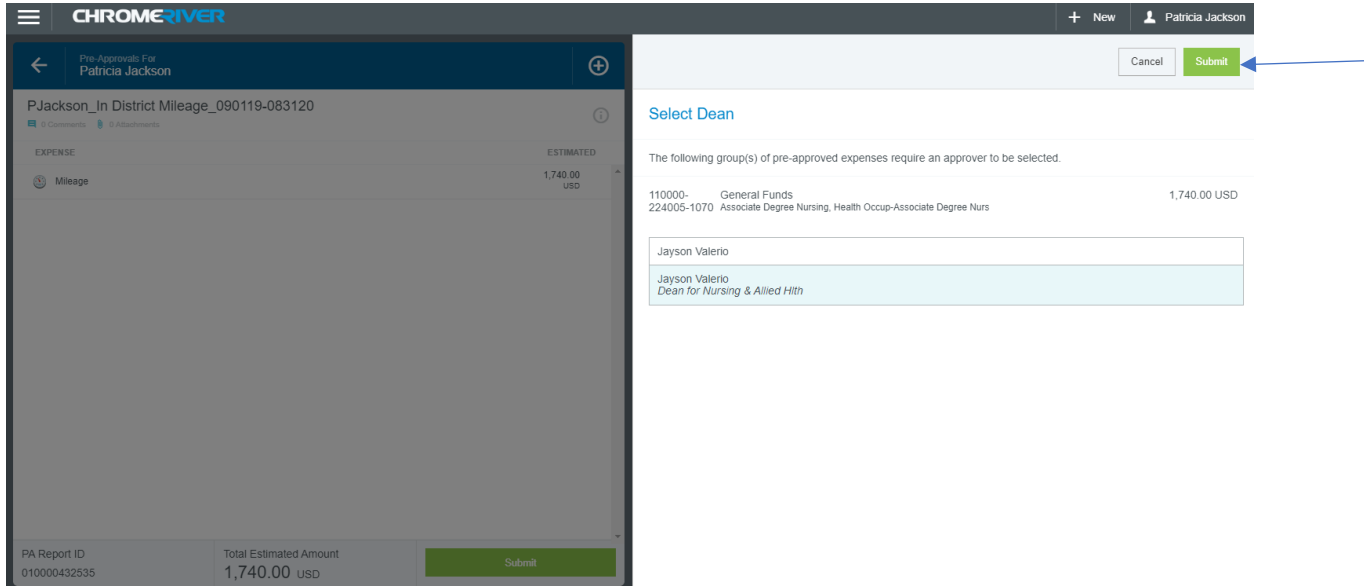 CHROMERIVER
+ New
Patricia Jackson
Pre-Approvals For
Patricia Jackson
PJackson_In District Mileage_090119-083120
0 Comments 0 Attachments
EXPENSE ESTIMATED
Mileage 1,740.00
USD
PA Report ID Total Estimated Amount
010000432535 1,740.00 USD
Submit
Cancel Submit
Select Dean
The following group(s) of pre-approved expenses require an approver to be selected.
110000- General Funds 1,740.00 USD
224005-1070 Associate Degree Nursing, Health Occup-Associate Degree Nurs
Jayson Valerio
Jayson Valerio
Dean for Nursing & Allied Hlth